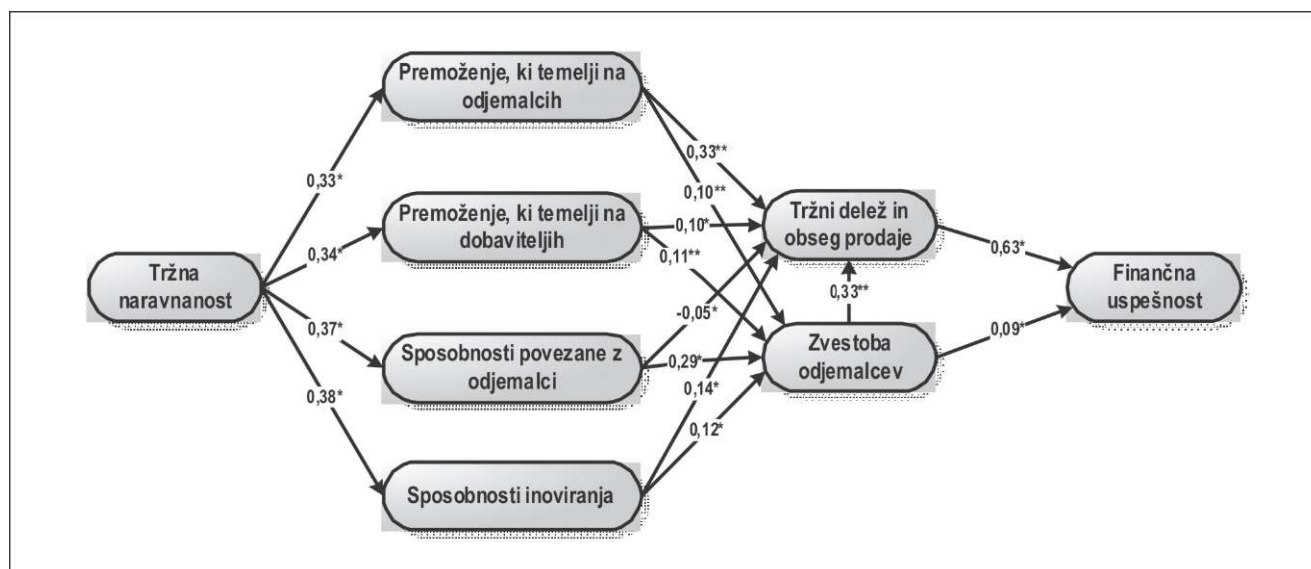 Premoženje, ki temelji na
odjemalcih
0,33**
0,33*
0,10**
Premoženje, ki temelji na
dobaviteljih
0,10*
Tržni delež in
obseg prodaje
0,34*
0,11**
0,63*
Tržna
naravnanost
Finančna
uspešnost
0,33**
-0,05*
0,37*
0,09*
Sposobnosti povezane z
odjemalci
0,29*
Zvestoba
odjemalcev
0,14*
0,38*
0,12*
Sposobnosti inoviranja